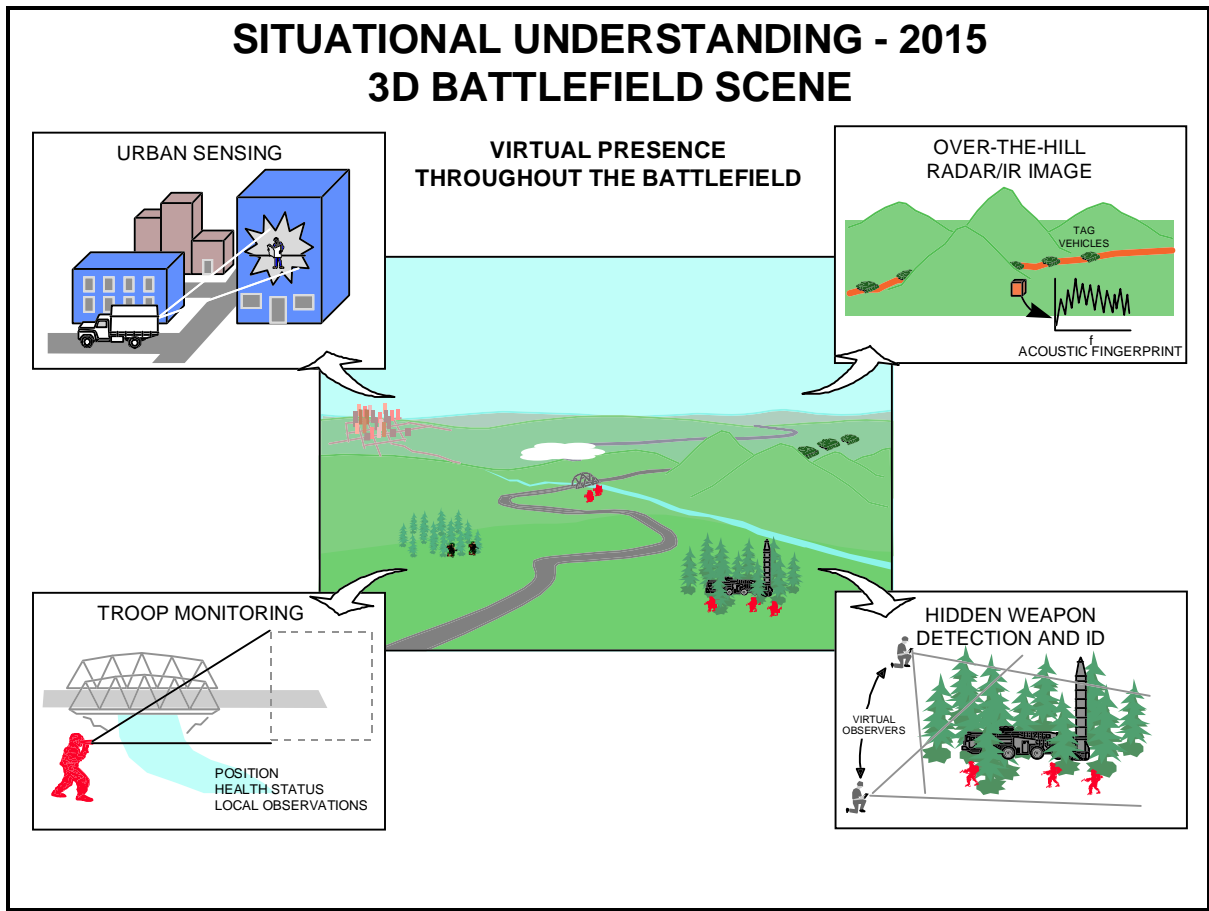 SITUATIONAL UNDERSTANDING - 2015
3D BATTLEFIELD SCENE
URBAN SENSING
VIRTUAL PRESENCE
THROUGHOUT THE BATTLEFIELD
OVER-THE-HILL
RADAR/IR IMAGE
TAG
VEHICLES
f
ACOUSTIC FINGERPRINT
TROOP MONITORING
POSITION
HEALTH STATUS
LOCAL OBSERVATIONS
HIDDEN WEAPON
DETECTION AND ID
VIRTUAL
OBSERVERS